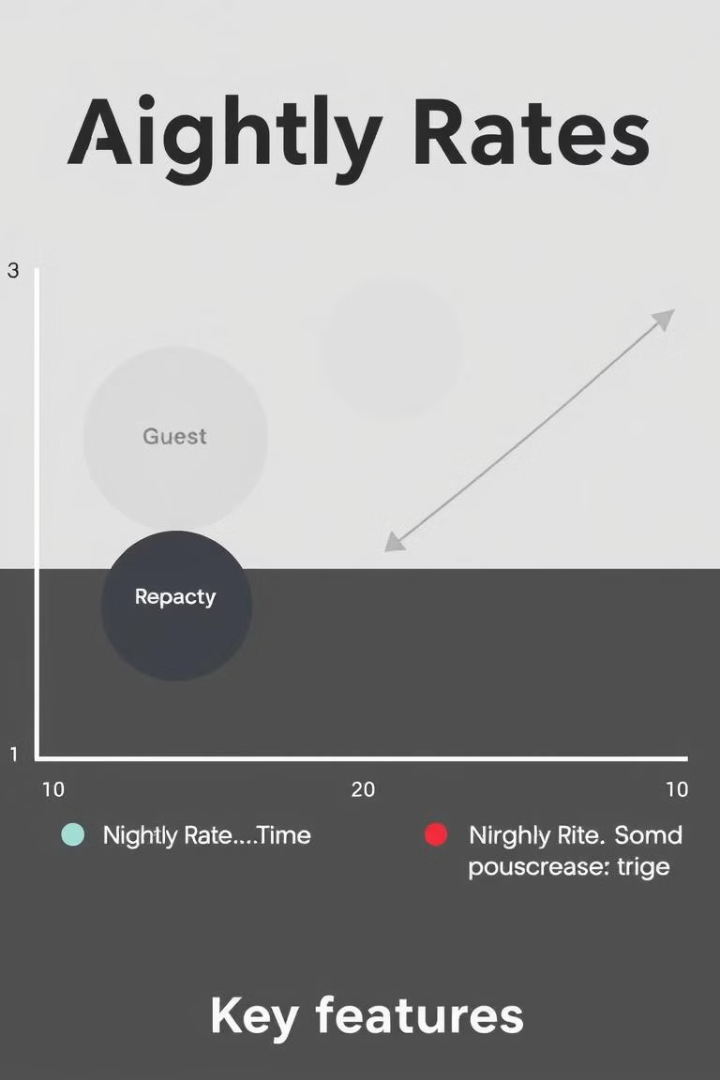 Aightly Rates
3
Guest
Repacty
1
10 20 10
Nightly Rate....Time
Nirghly Rite. Somd
pouscrease: trige
Key features